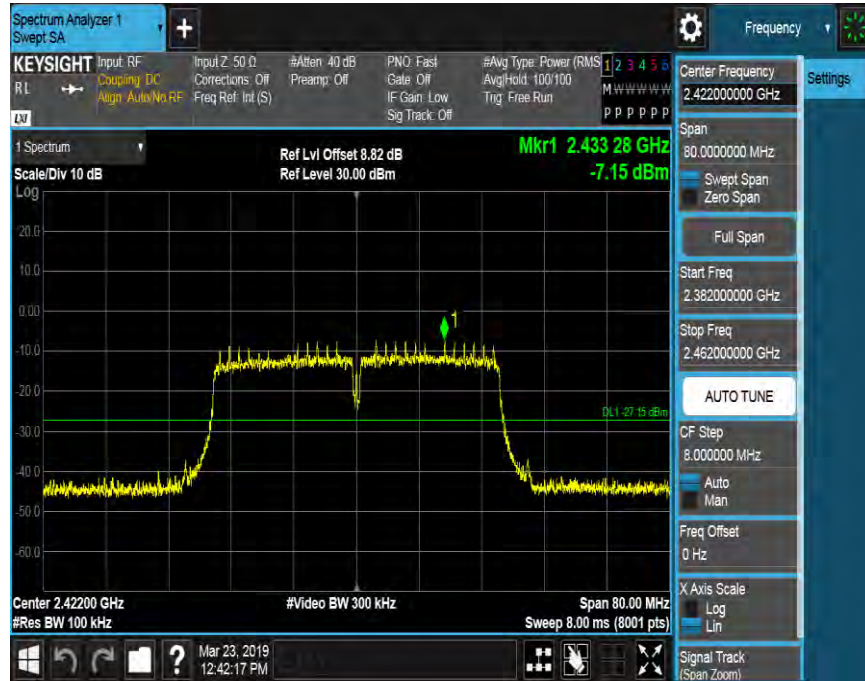 Spectrum Analyzer 1
Swept SA
+
Frequency
KEYSIGHT
RL
LXI
Input: RF
Coupling: DC
Align: Auto/No RF
Input Z: 50 Ω
Corrections: Off
Freq Ref: Int (S)
#Atten: 40 dB
Preamp: Off
PNO: Fast
Gate: Off
IF Gain: Low
Sig Track: Off
#Avg Type: Power (RMS
Avg|Hold: 100/100
Trig: Free Run
1 2 3 4 5 6
M W W W W W
P P P P P P
1 Spectrum
Scale/Div 10 dB
Log
Ref Lvl Offset 8.82 dB
Ref Level 30.00 dBm
Mkr1 2.433 28 GHz
-7.15 dBm
20.0
10.0
0.00
-10.0
-20.0
-30.0
-40.0
-50.0
-60.0
1
DL1 -27.15 dBm
Center 2.42200 GHz
#Res BW 100 kHz
#Video BW 300 kHz
Span 80.00 MHz
Sweep 8.00 ms (8001 pts)
?
Mar 23, 2019
12:42:17 PM
Center Frequency
2.422000000 GHz
Settings
Span
80.0000000 MHz
Swept Span
Zero Span
Full Span
Start Freq
2.382000000 GHz
Stop Freq
2.462000000 GHz
AUTO TUNE
CF Step
8.000000 MHz
Auto
Man
Freq Offset
0 Hz
X Axis Scale
Log
Lin
Signal Track
(Span Zoom)